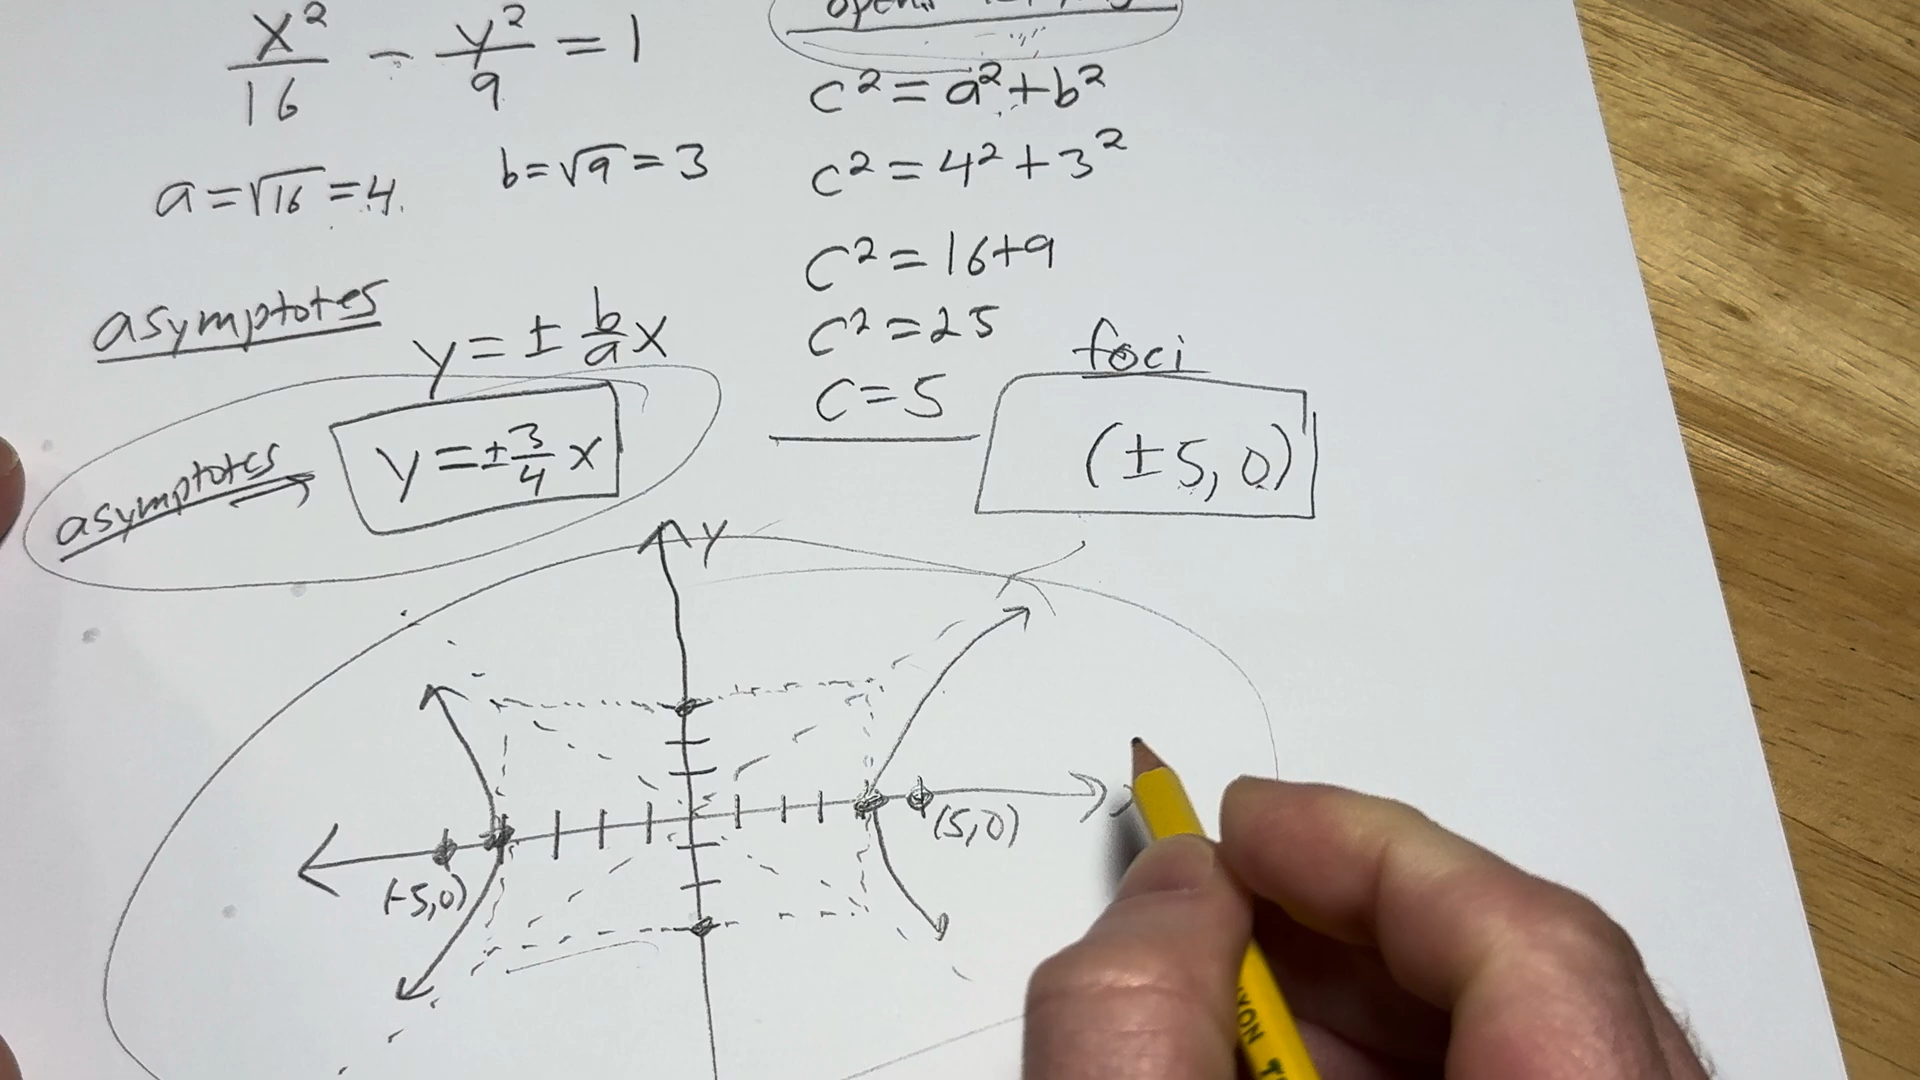 x²/16 - y²/9 = 1
a = √16 = 4
b = √9 = 3
c² = a² + b²
c² = 4² + 3²
c² = 16+9
c² = 25
c = 5
asymptotes
y = ± b/a x
asymptotes → y = ± 3/4 x
foci
(±5, 0)
y
(5,0)
(-5,0)